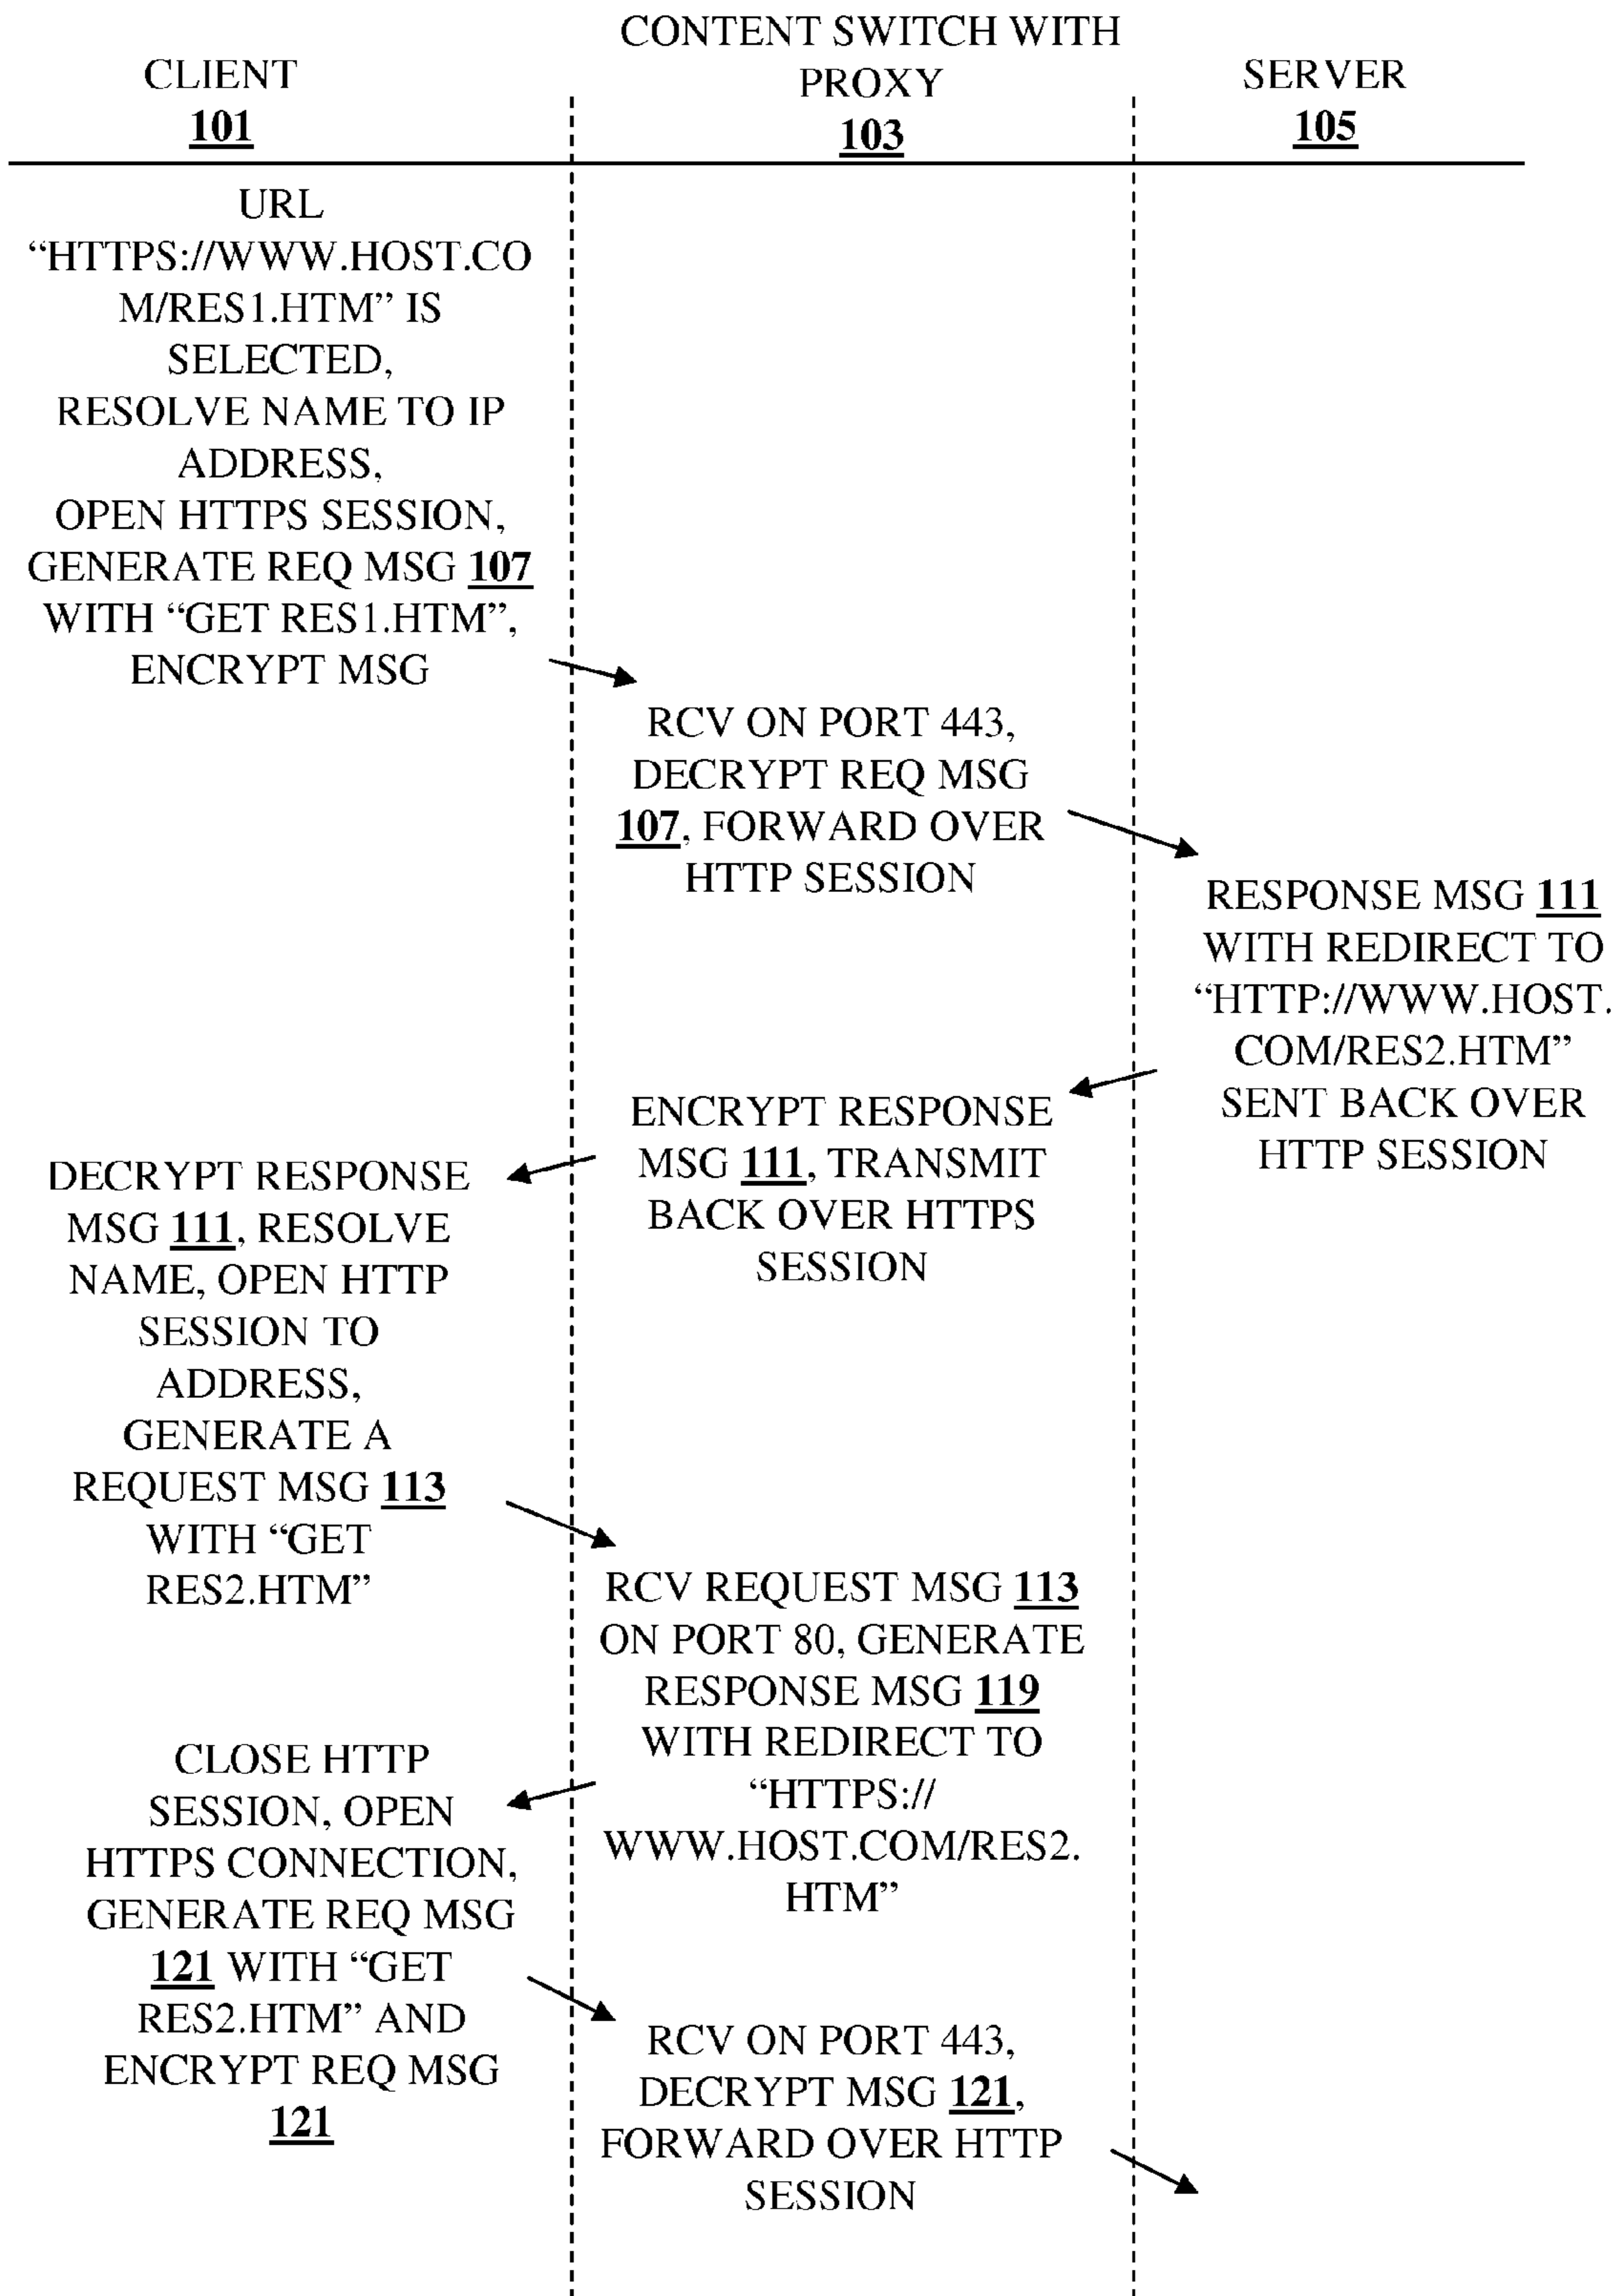 CLIENT
101
CONTENT SWITCH WITH
PROXY
103
SERVER
105
URL
“HTTPS://WWW.HOST.CO
M/RES1.HTM” IS
SELECTED,
RESOLVE NAME TO IP
ADDRESS,
OPEN HTTPS SESSION,
GENERATE REQ MSG 107
WITH “GET RES1.HTM”,
ENCRYPT MSG
RCV ON PORT 443,
DECRYPT REQ MSG
107, FORWARD OVER
HTTP SESSION
RESPONSE MSG 111
WITH REDIRECT TO
“HTTP://WWW.HOST.
COM/RES2.HTM”
SENT BACK OVER
HTTP SESSION
ENCRYPT RESPONSE
MSG 111, TRANSMIT
BACK OVER HTTPS
SESSION
DECRYPT RESPONSE
MSG 111, RESOLVE
NAME, OPEN HTTP
SESSION TO
ADDRESS,
GENERATE A
REQUEST MSG 113
WITH “GET
RES2.HTM”
RCV REQUEST MSG 113
ON PORT 80, GENERATE
RESPONSE MSG 119
WITH REDIRECT TO
“HTTPS://
WWW.HOST.COM/RES2.
HTM”
CLOSE HTTP
SESSION, OPEN
HTTPS CONNECTION,
GENERATE REQ MSG
121 WITH “GET
RES2.HTM” AND
ENCRYPT REQ MSG
121
RCV ON PORT 443,
DECRYPT MSG 121,
FORWARD OVER HTTP
SESSION